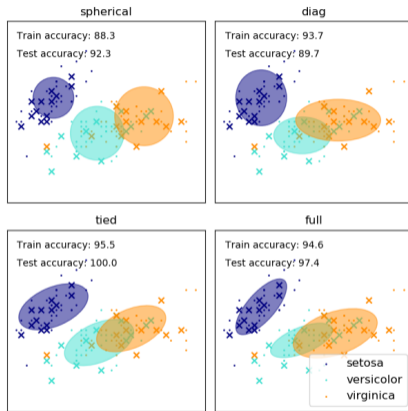 spherical
Train accuracy: 88.3
Test accuracy: 92.3
diag
Train accuracy: 93.7
Test accuracy: 89.7
tied
Train accuracy: 95.5
Test accuracy: 100.0
full
Train accuracy: 94.6
Test accuracy: 97.4
setosa
versicolor
virginica